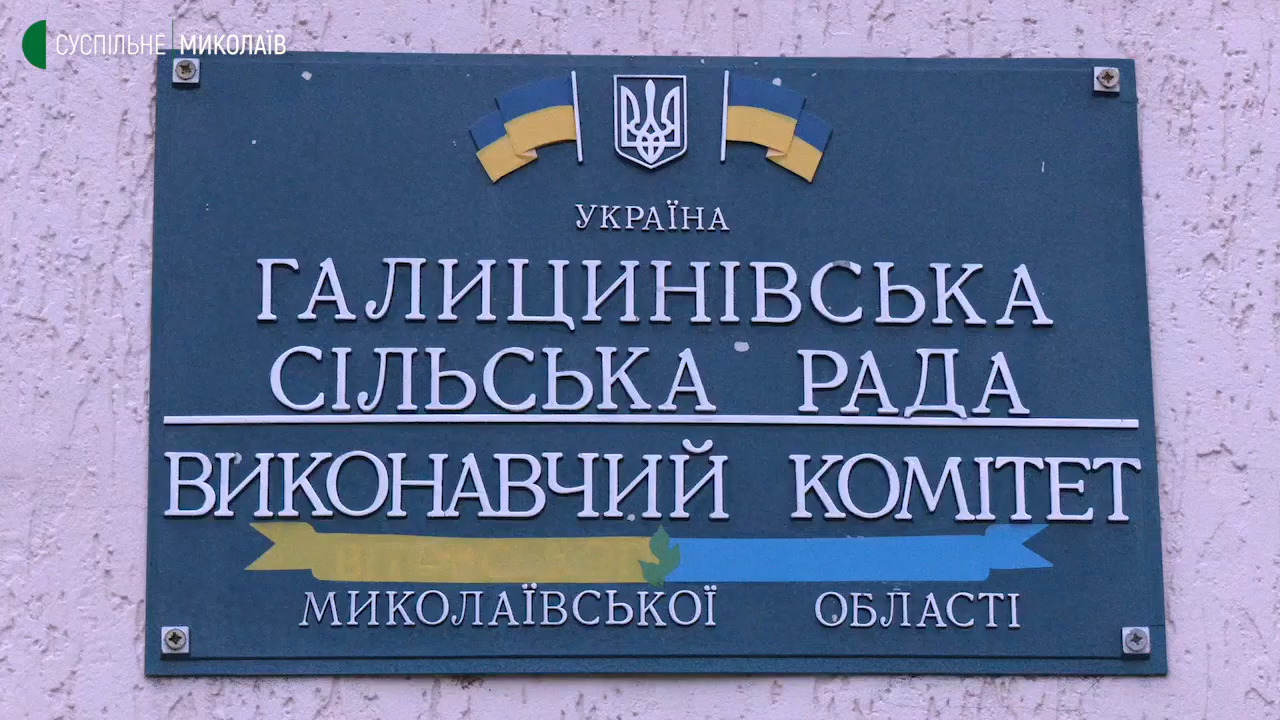 СУСПІЛЬНЕ МИКОЛАЇВ
УКРАЇНА
ГАЛИЦИНІВСЬКА
СІЛЬСЬКА РАДА
ВИКОНАВЧИЙ КОМІТЕТ
МИКОЛАЇВСЬКОЇ ОБЛАСТІ